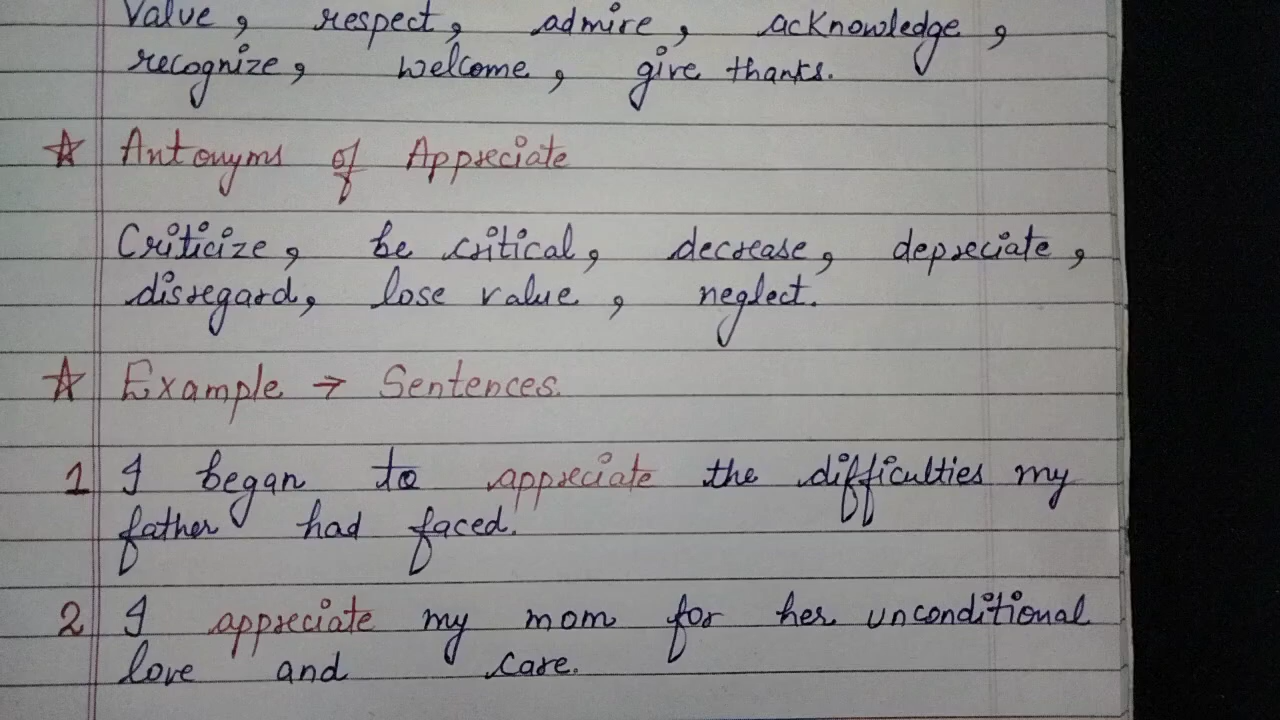 Value, respect, admire, acknowledge,
recognize, welcome, give thanks.
☆ Antonyms of Appreciate
Criticize, be critical, decrease, depreciate,
disregard, lose value, neglect.
☆ Example → Sentences.
1 I began to appreciate the difficulties my
father had faced.
2 I appreciate my mom for her unconditional
love and care.